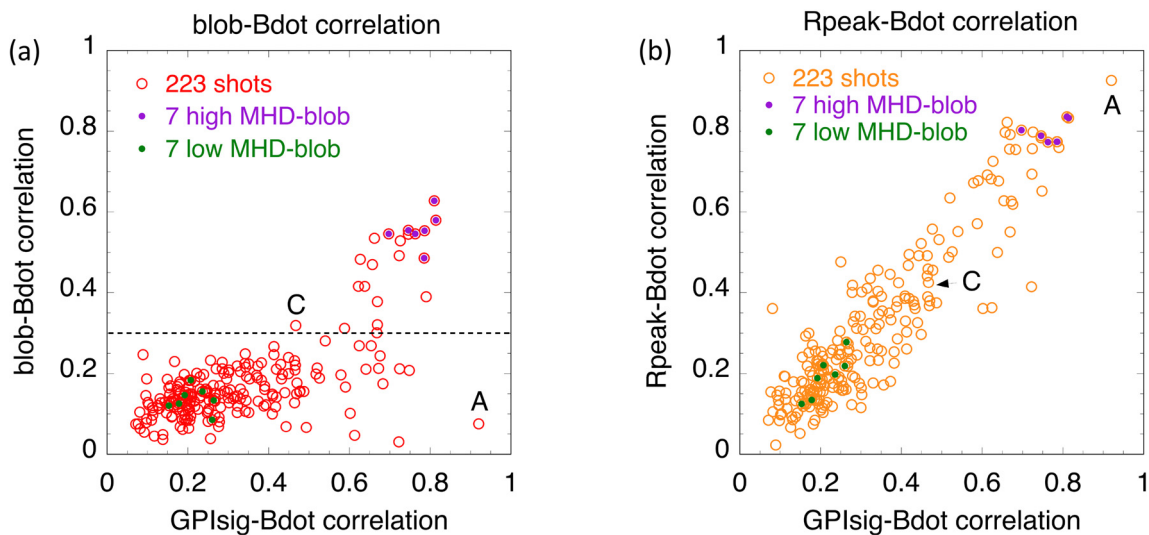 (a)
blob-Bdot correlation
blob-Bdot correlation
1
0.8
0.6
0.4
0.2
0
223 shots
7 high MHD-blob
7 low MHD-blob
C
A
0 0.2 0.4 0.6 0.8 1
GPIsig-Bdot correlation
(b)
Rpeak-Bdot correlation
Rpeak-Bdot correlation
1
0.8
0.6
0.4
0.2
0
223 shots
7 high MHD-blob
7 low MHD-blob
A
C
0 0.2 0.4 0.6 0.8 1
GPIsig-Bdot correlation